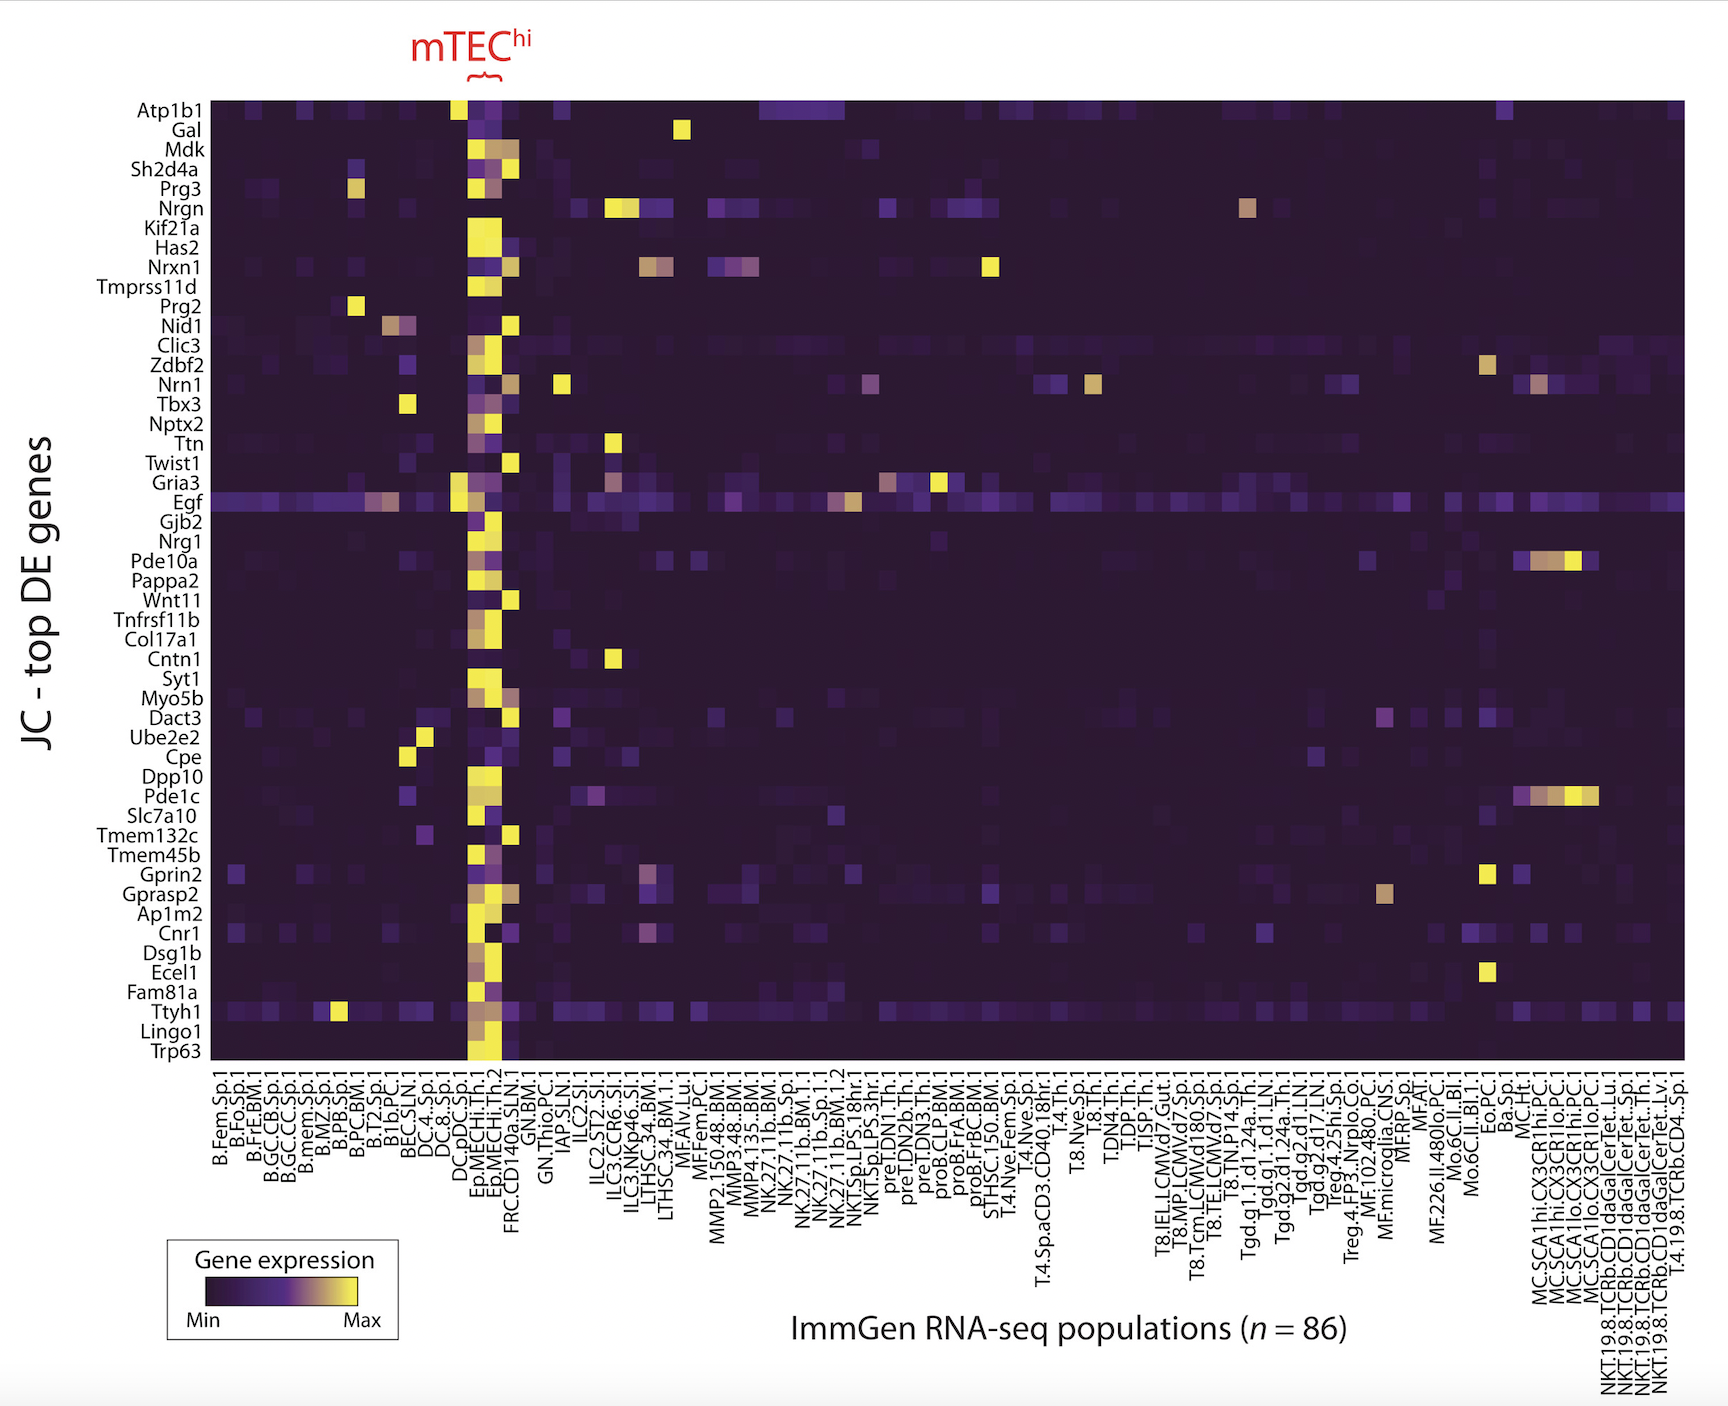 mTEChi
JC - top DE genes
Atp1b1
Gal
Mdk
Sh2d4a
Prg3
Nrgn
Kif21a
Has2
Nrxn1
Tmprss11d
Prg2
Nid1
Clic3
Zdbf2
Nrn1
Tbx3
Nptx2
Ttn
Twist1
Gria3
Egf
Gjb2
Nrg1
Pde10a
Pappa2
Wnt11
Tnfrsf11b
Col17a1
Cntn1
Syt1
Myo5b
Dact3
Ube2e2
Cpe
Dpp10
Pde1c
Slc7a10
Tmem132c
Tmem45b
Gprin2
Gprasp2
Ap1m2
Cnr1
Dsg1b
Ecel1
Fam81a
Ttyh1
Lingo1
Trp63
B.Fem.Sp.1
B.Fo.Sp.1
B.FrE.BM.1
B.GC.CB.Sp.1
B.GC.CC.Sp.1
B.mem.Sp.1
B.MZ.Sp.1
B.PB.Sp.1
B.PC.BM.1
B.T2.Sp.1
B1b.PC.1
BEC.SLN.1
DC.4..Sp.1
DC.8..Sp.1
DC.pDC.Sp.1
Ep.MEChi.Th.1
Ep.MEChi.Th.2
FRC.CD140a.SLN.1
GN.BM.1
GN.Thio.PC.1
IAP.SLN.1
ILC2.SI.1
ILC2.ST2..SI.1
ILC3.CCR6..SI.1
ILC3.NKp46..SI.1
LTHSC.34..BM.1
LTHSC.34..BM.1.1
MF.Alv.Lu.1
MF.Fem.PC.1
MMP2.150.48..BM.1
MMP3.48..BM.1
MMP4.135..BM.1
NK.27.11b..BM.1
NK.27.11b..Sp.1
NK.27.11b..BM.1.1
NK.27.11b..Sp.1.1
NK.27.11b..BM.1.2
NKT.Sp.LPS.18hr.1
NKT.Sp.LPS.3hr.1
preT.DN1.Th.1
preT.DN2b.Th.1
preT.DN3.Th.1
proB.CLP.BM.1
proB.FrA.BM.1
proB.FrBC.BM.1
STHSC.150..BM.1
T.4.Nve.Fem.Sp.1
T.4.Nve.Sp.1
T.4.Sp.aCD3.CD40.18hr.1
T.4.Th.1
T.8.Nve.Sp.1
T.8.Th.1
T.DN4.Th.1
T.DP.Th.1
T.ISP.Th.1
T8.IEL.LCMV.d7.Gut.1
T8.MP.LCMV.d7.Sp.1
T8.Tcm.LCMV.d180.Sp.1
T8.TE.LCMV.d7.Sp.1
T8.TN.P14.Sp.1
Tgd.g1.1.d1.24a..Th.1
Tgd.g1.1.d1.LN.1
Tgd.g2.d1.24a..Th.1
Tgd.g2.d1.LN.1
Tgd.g2.d17.LN.1
Treg.4.25hi.Sp.1
Treg.4.FP3..Nrplo.Co.1
MF.102.480..PC.1
MF.microglia.CNS.1
MF.RP.Sp.1
MF.AT.1
MF.226.II.480lo.PC.1
Mo.6C.II..Bl.1
Mo.6C.II.Bl.1.1
Eo.PC.1
Ba.Sp.1
MC.Ht.1
MC.SCA1hi.CX3CR1hi.PC.1
MC.SCA1hi.CX3CR1lo.PC.1
MC.SCA1lo.CX3CR1hi.PC.1
MC.SCA1lo.CX3CR1lo.PC.1
NKT.19.8.TCRb.CD1daGalCerTet..Lu.1
NKT.19.8.TCRb.CD1daGalCerTet..Sp.1
NKT.19.8.TCRb.CD1daGalCerTet..Th.1
NKT.19.8.TCRb.CD1daGalCerTet..Lv.1
T.4.19.8.TCRb.CD4..Sp.1
Gene expression
Min Max
ImmGen RNA-seq populations (n = 86)